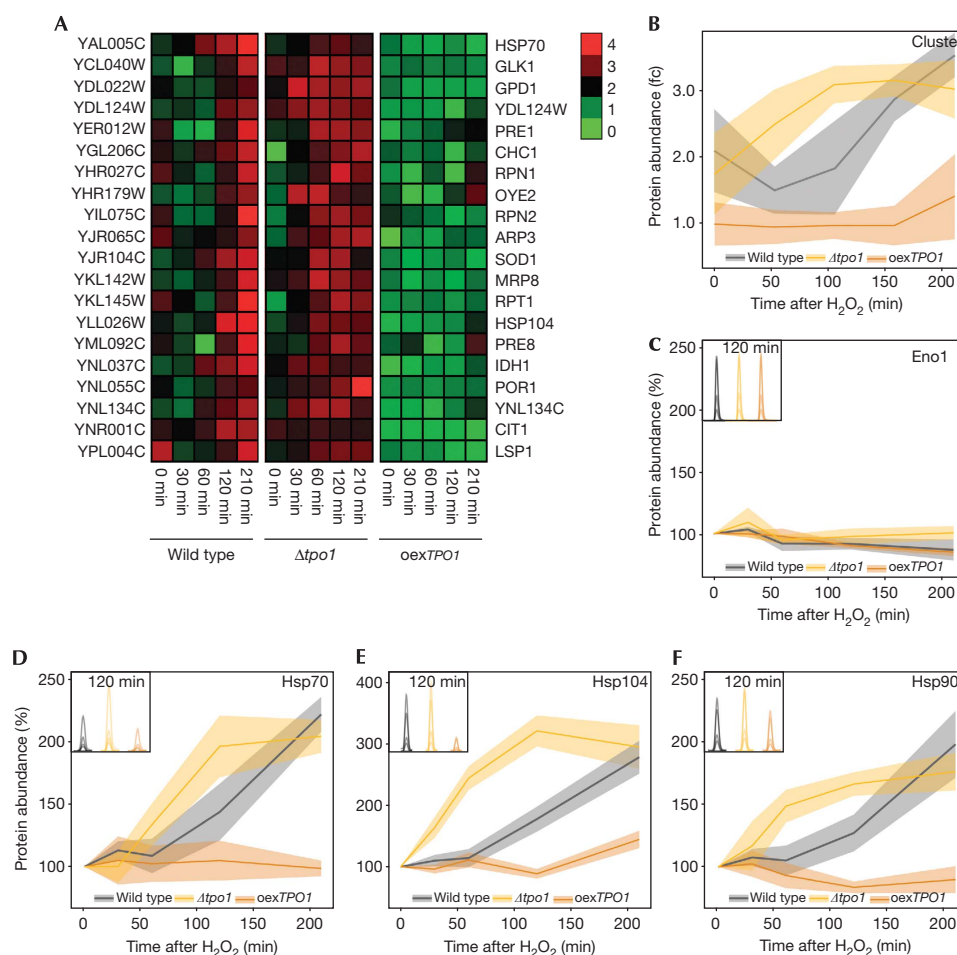 A
YAL005C
YCL040W
YDL022W
YDL124W
YER012W
YGL206C
YHR027C
YHR179W
YIL075C
YJR065C
YJR104C
YKL142W
YKL145W
YLL026W
YML092C
YNL037C
YNL055C
YNL134C
YNR001C
YPL004C
HSP70
GLK1
GPD1
YDL124W
PRE1
CHC1
RPN1
OYE2
RPN2
ARP3
SOD1
MRP8
RPT1
HSP104
PRE8
IDH1
POR1
YNL134C
CIT1
LSP1
4
3
2
1
0
0 min
30 min
60 min
120 min
210 min
0 min
30 min
60 min
120 min
210 min
0 min
30 min
60 min
120 min
210 min
Wild type
Δtpo1
oexTPO1
B
Cluster
Protein abundance (fc)
3.0
2.0
1.0
Wild type Δtpo1 oexTPO1
0 50 100 150 200
Time after H₂O₂ (min)
C
120 min
Eno1
Protein abundance (%)
250
200
150
100
Wild type Δtpo1 oexTPO1
0 50 100 150 200
Time after H₂O₂ (min)
D
120 min
Hsp70
Protein abundance (%)
250
200
150
100
Wild type Δtpo1 oexTPO1
0 50 100 150 200
Time after H₂O₂ (min)
E
120 min
Hsp104
400
300
200
100
Wild type Δtpo1 oexTPO1
0 50 100 150 200
Time after H₂O₂ (min)
F
120 min
Hsp90
250
200
150
100
Wild type Δtpo1 oexTPO1
0 50 100 150 200
Time after H₂O₂ (min)